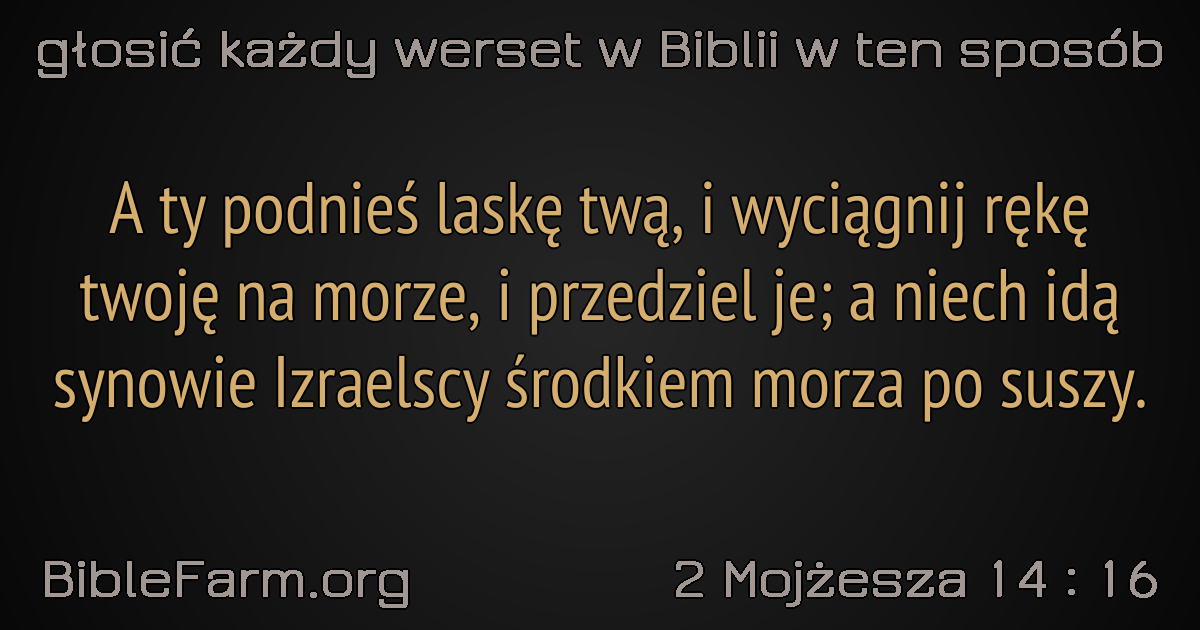 głosić każdy werset w Biblii w ten sposób
A ty podnieś laskę twą, i wyciągnij rękę
twoję na morze, i przedziel je; a niech idą
synowie Izraelscy środkiem morza po suszy.
BibleFarm.org
2 Mojżesza 14 : 16